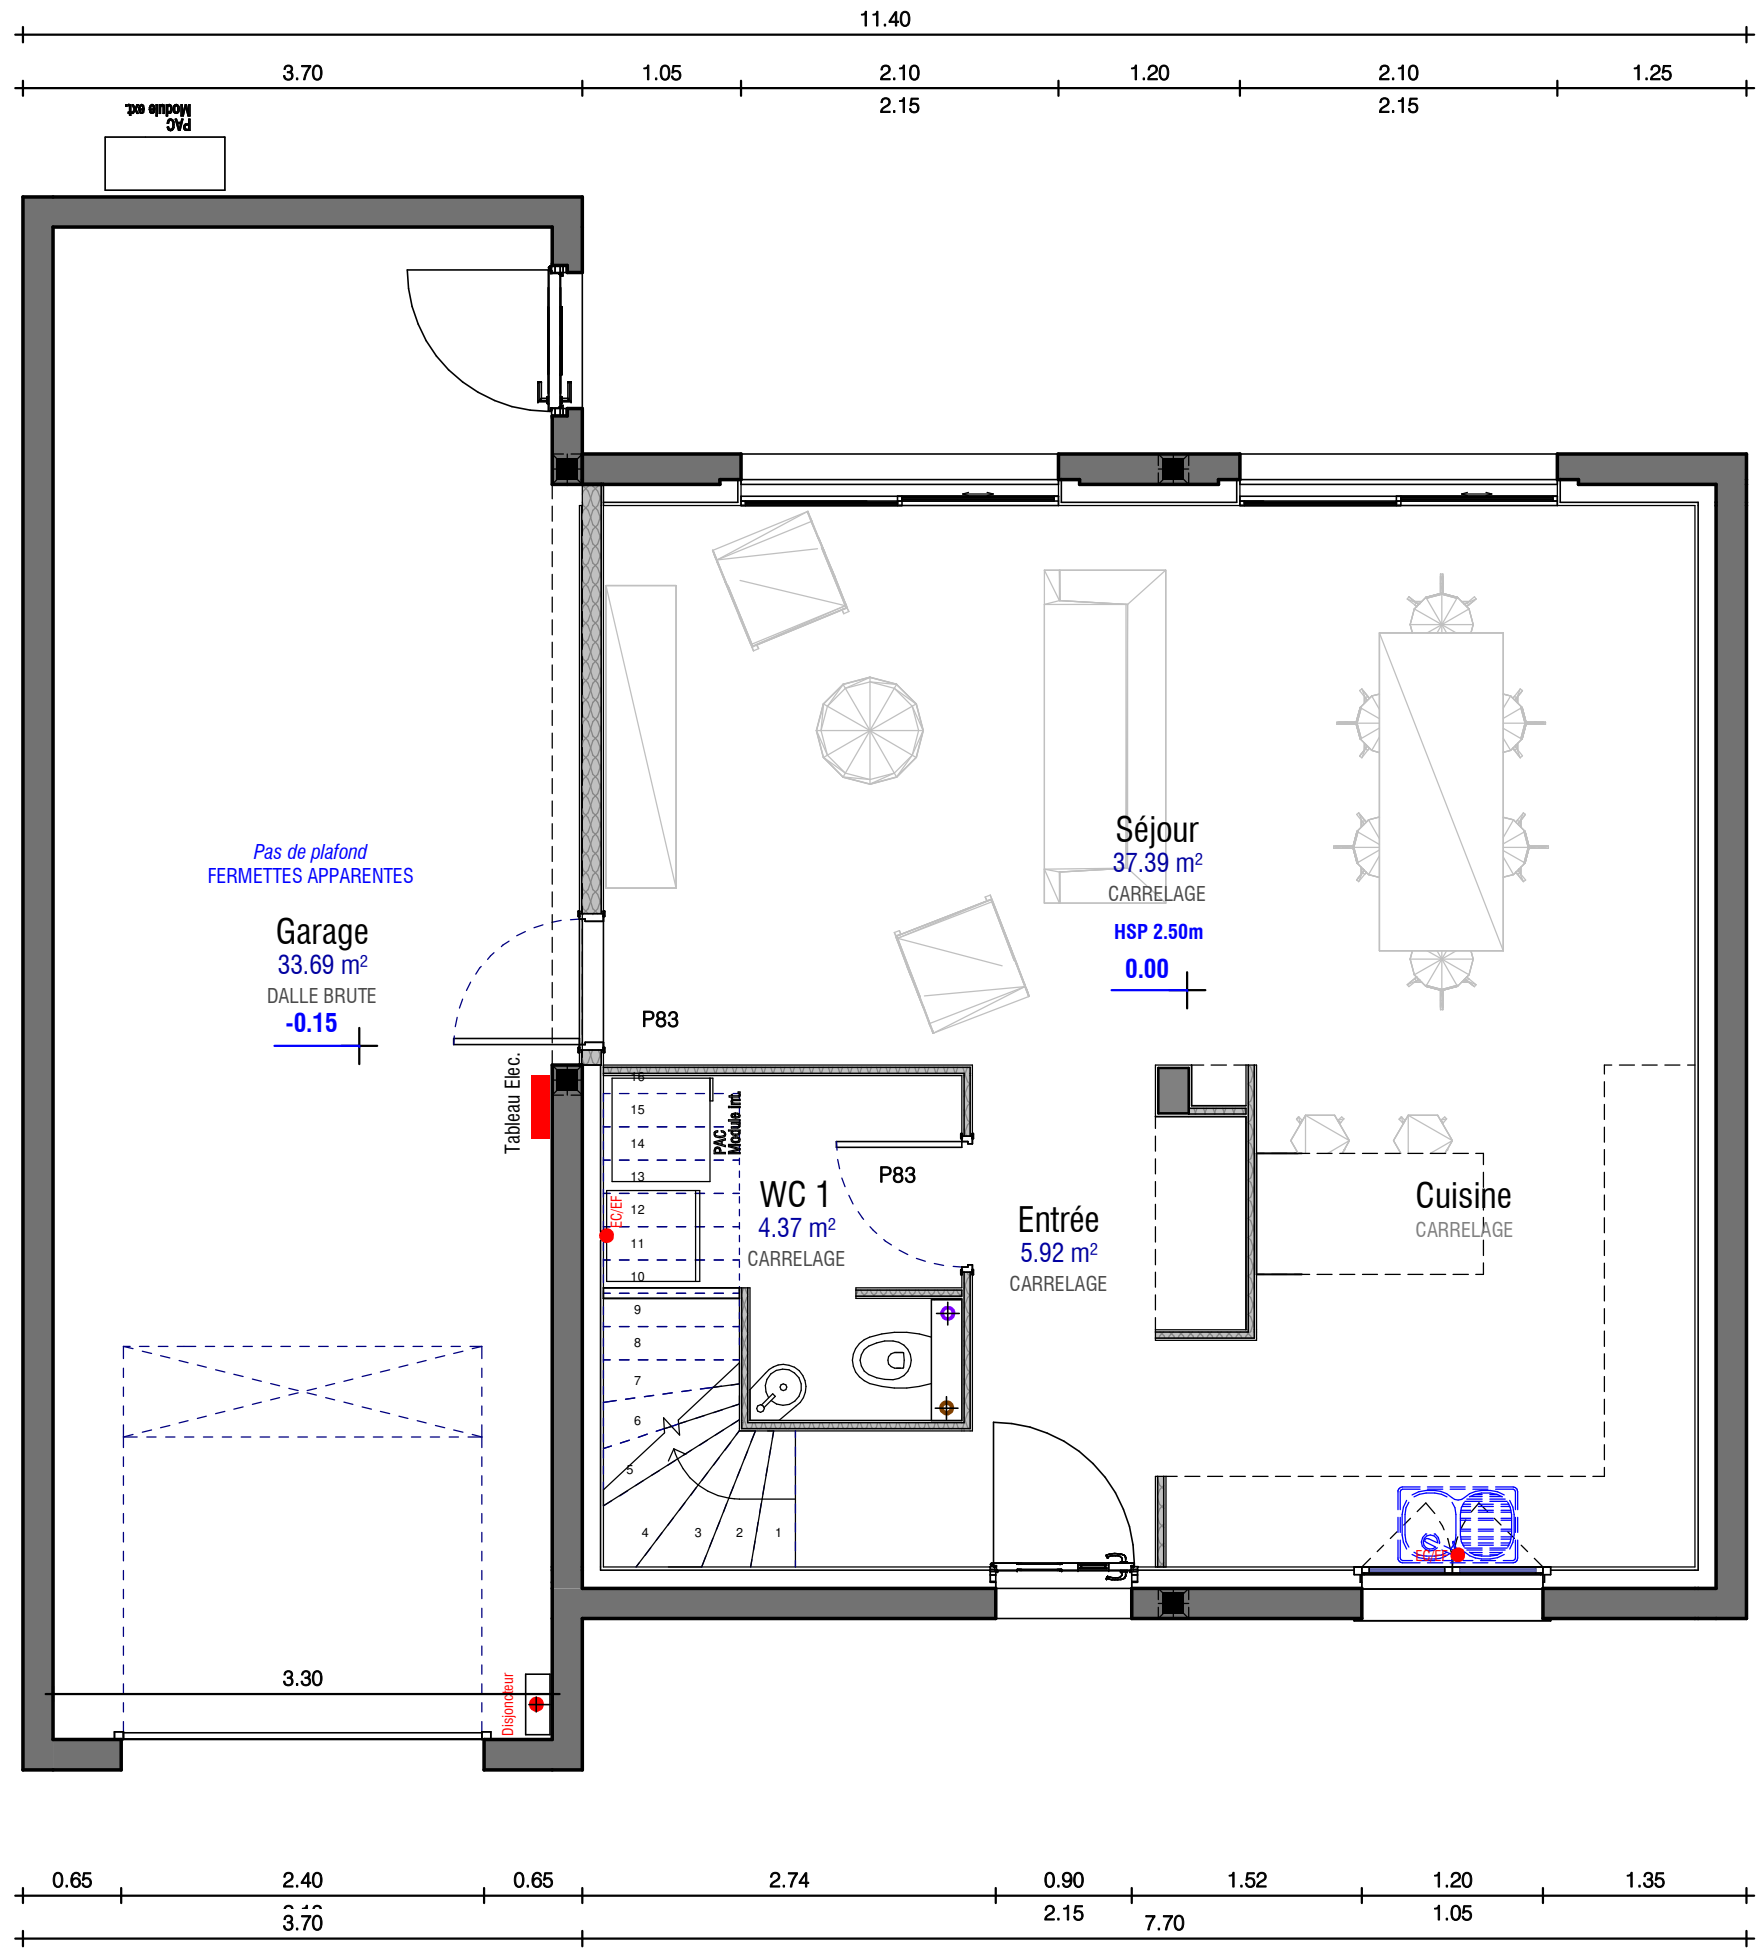 11.40
3.70
1.05
2.10
1.20
2.10
1.25
2.15
2.15
PAC
Module ext.
Pas de plafond
FERMETTES APPARENTES
Garage
33.69 m²
DALLE BRUTE
-0.15
Séjour
37.39 m²
CARRELAGE
HSP 2.50m
0.00
P83
Tableau Elec.
16
15
14
13
12
11
10
9
8
7
6
5
4
3
2
1
PAC
Module Int.
EC/EF
WC 1
4.37 m²
CARRELAGE
P83
Entrée
5.92 m²
CARRELAGE
Cuisine
CARRELAGE
EC/EF
3.30
Disjoncteur
0.65
2.40
0.65
2.74
0.90
1.52
1.20
1.35
2.15
1.05
3.70
7.70